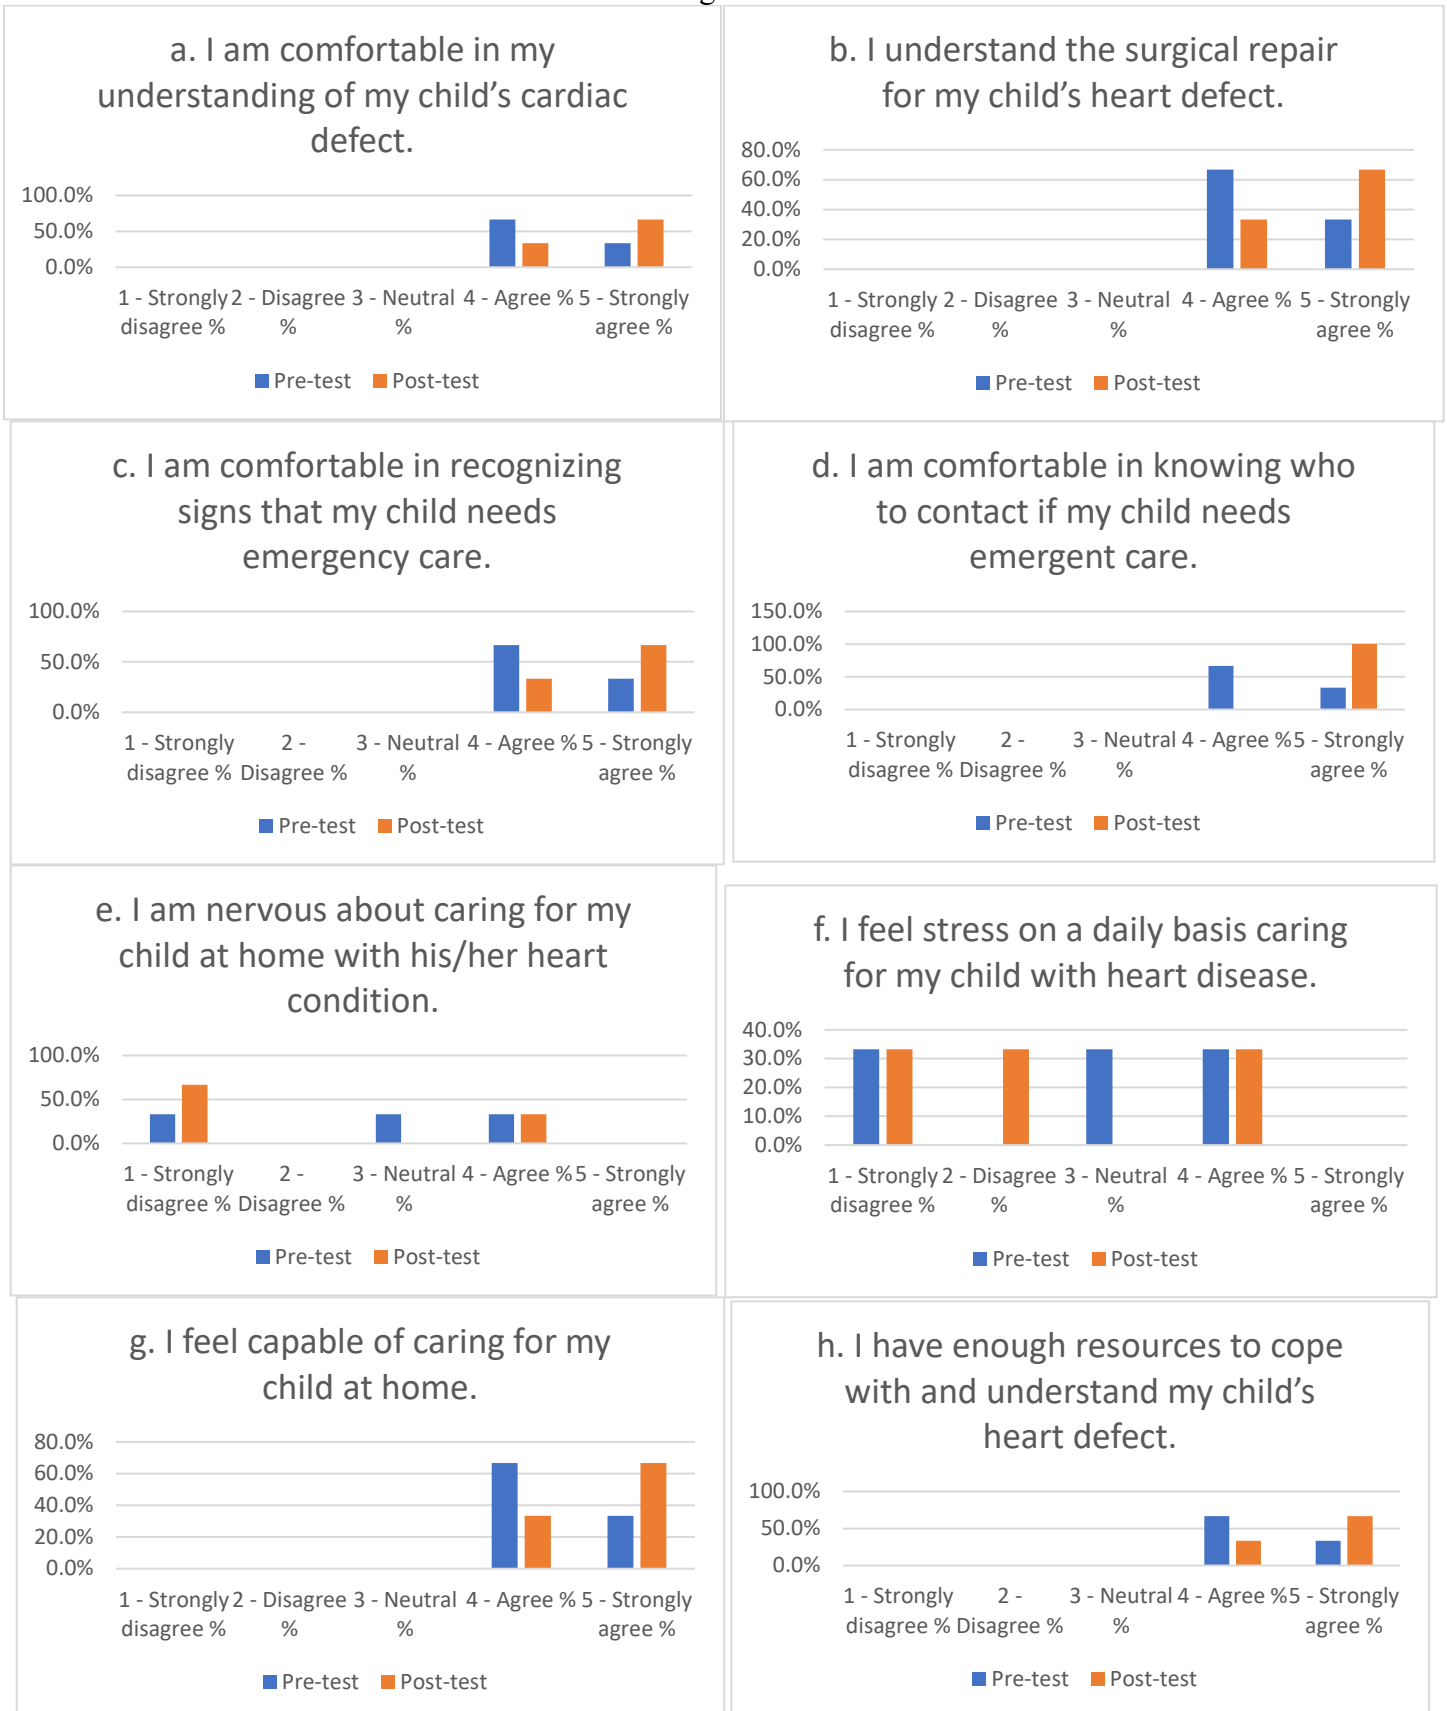 a. I am comfortable in my
understanding of my child’s cardiac
defect.
100.0%
50.0%
0.0%
1 - Strongly 2 - Disagree 3 - Neutral 4 - Agree % 5 - Strongly
disagree % % % agree %
Pre-test Post-test
b. I understand the surgical repair
for my child’s heart defect.
80.0%
60.0%
40.0%
20.0%
0.0%
1 - Strongly 2 - Disagree 3 - Neutral 4 - Agree % 5 - Strongly
disagree % % % agree %
Pre-test Post-test
c. I am comfortable in recognizing
signs that my child needs
emergency care.
100.0%
50.0%
0.0%
1 - Strongly 2 - 3 - Neutral 4 - Agree % 5 - Strongly
disagree % Disagree % % agree %
Pre-test Post-test
d. I am comfortable in knowing who
to contact if my child needs
emergent care.
150.0%
100.0%
50.0%
0.0%
1 - Strongly 2 - 3 - Neutral 4 - Agree % 5 - Strongly
disagree % Disagree % % agree %
Pre-test Post-test
e. I am nervous about caring for my
child at home with his/her heart
condition.
100.0%
50.0%
0.0%
1 - Strongly 2 - 3 - Neutral 4 - Agree % 5 - Strongly
disagree % Disagree % % agree %
Pre-test Post-test
f. I feel stress on a daily basis caring
for my child with heart disease.
40.0%
30.0%
20.0%
10.0%
0.0%
1 - Strongly 2 - Disagree 3 - Neutral 4 - Agree % 5 - Strongly
disagree % % % agree %
Pre-test Post-test
g. I feel capable of caring for my
child at home.
80.0%
60.0%
40.0%
20.0%
0.0%
1 - Strongly 2 - Disagree 3 - Neutral 4 - Agree % 5 - Strongly
disagree % % % agree %
Pre-test Post-test
h. I have enough resources to cope
with and understand my child’s
heart defect.
100.0%
50.0%
0.0%
1 - Strongly 2 - 3 - Neutral 4 - Agree % 5 - Strongly
disagree % Disagree % % agree %
Pre-test Post-test